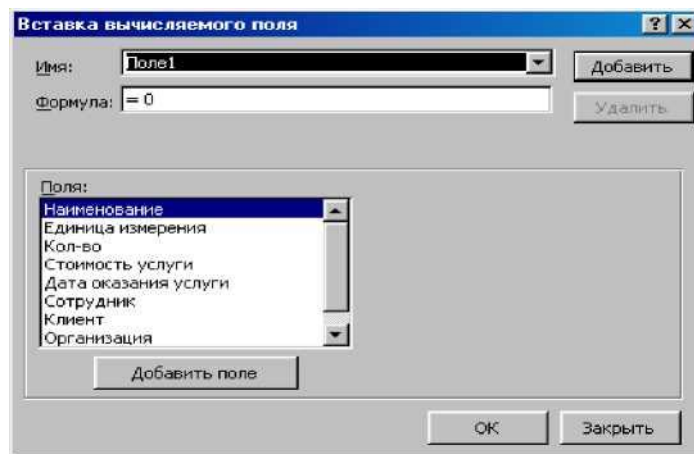 Вставка вычисляемого поля
Имя: Поле1 Добавить
Формула: = 0 Удалить
Поля:
Наименование
Единица измерения
Кол-во
Стоимость услуги
Дата оказания услуги
Сотрудник
Клиент
Организация
Добавить поле
ОК Закрыть